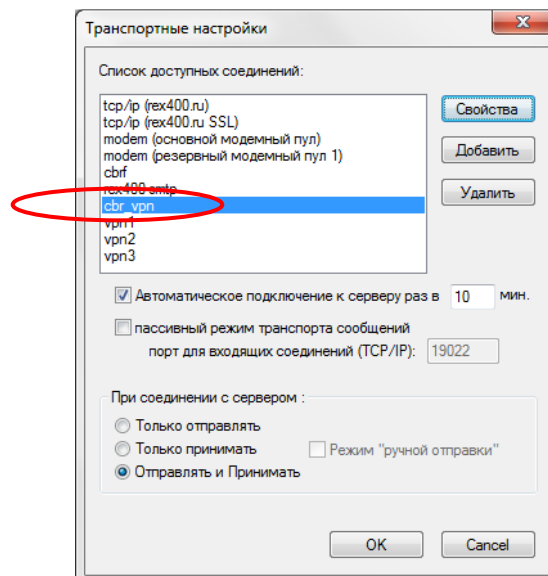 Транспортные настройки
Список доступных соединений:
tcp/ip (rex400.ru)
tcp/ip (rex400.ru SSL)
modem (основной модемный пул)
modem (резервный модемный пул 1)
cbrf
rex400 smtp
cbr_vpn
vpn1
vpn2
vpn3
Свойства
Добавить
Удалить
Автоматическое подключение к серверу раз в 10 мин.
пассивный режим транспорта сообщений
порт для входящих соединений (TCP/IP): 19022
При соединении с сервером :
Только отправлять
Только принимать Режим "ручной отправки"
Отправлять и Принимать
OK Cancel